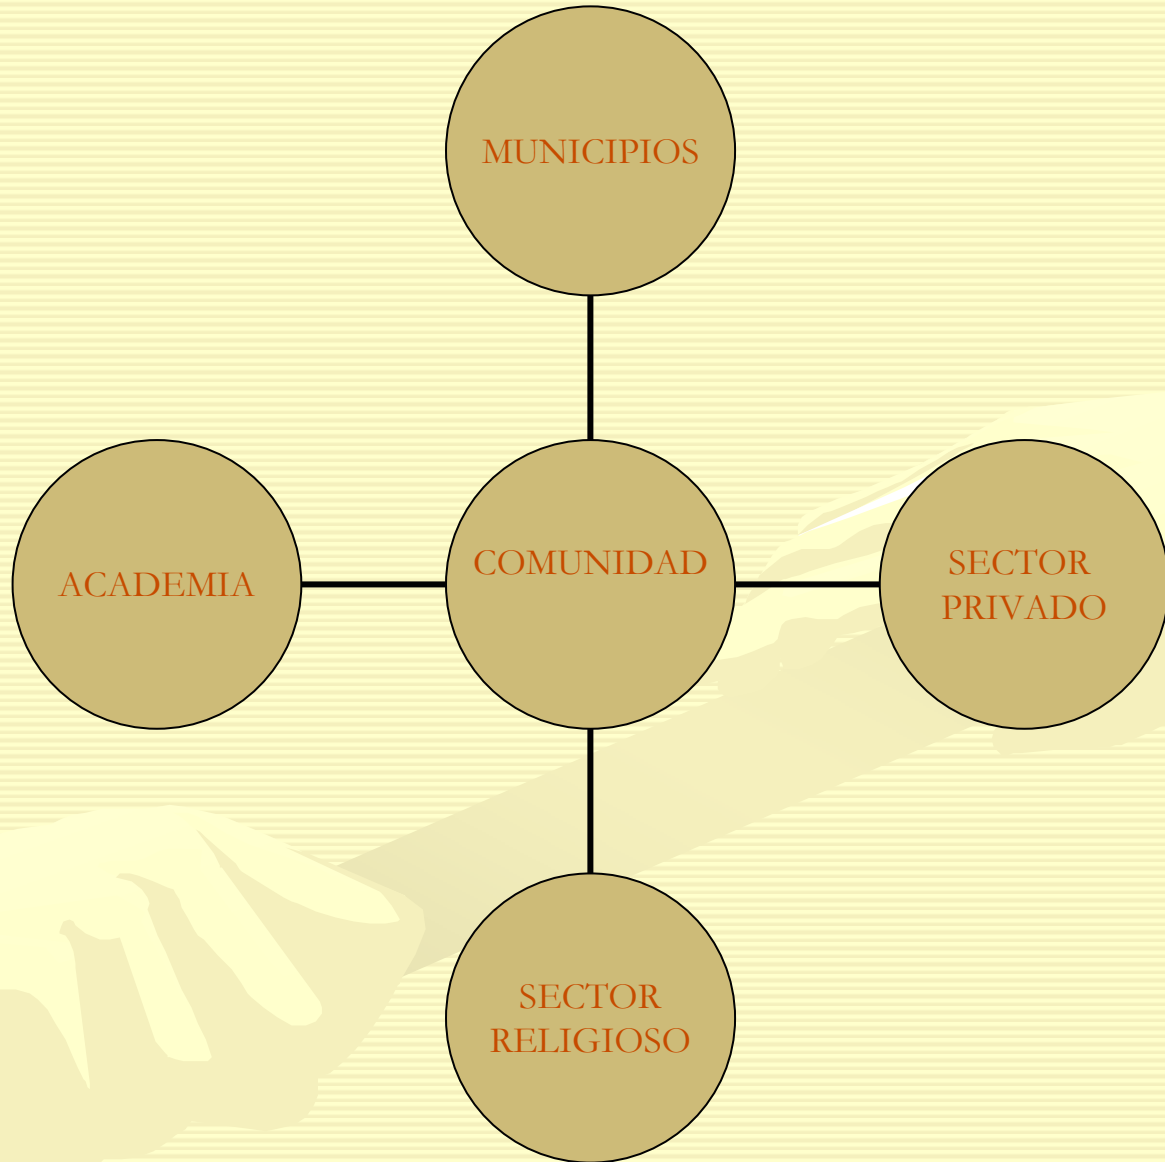 MUNICIPIOS
ACADEMIA
COMUNIDAD
SECTOR
PRIVADO
SECTOR
RELIGIOSO